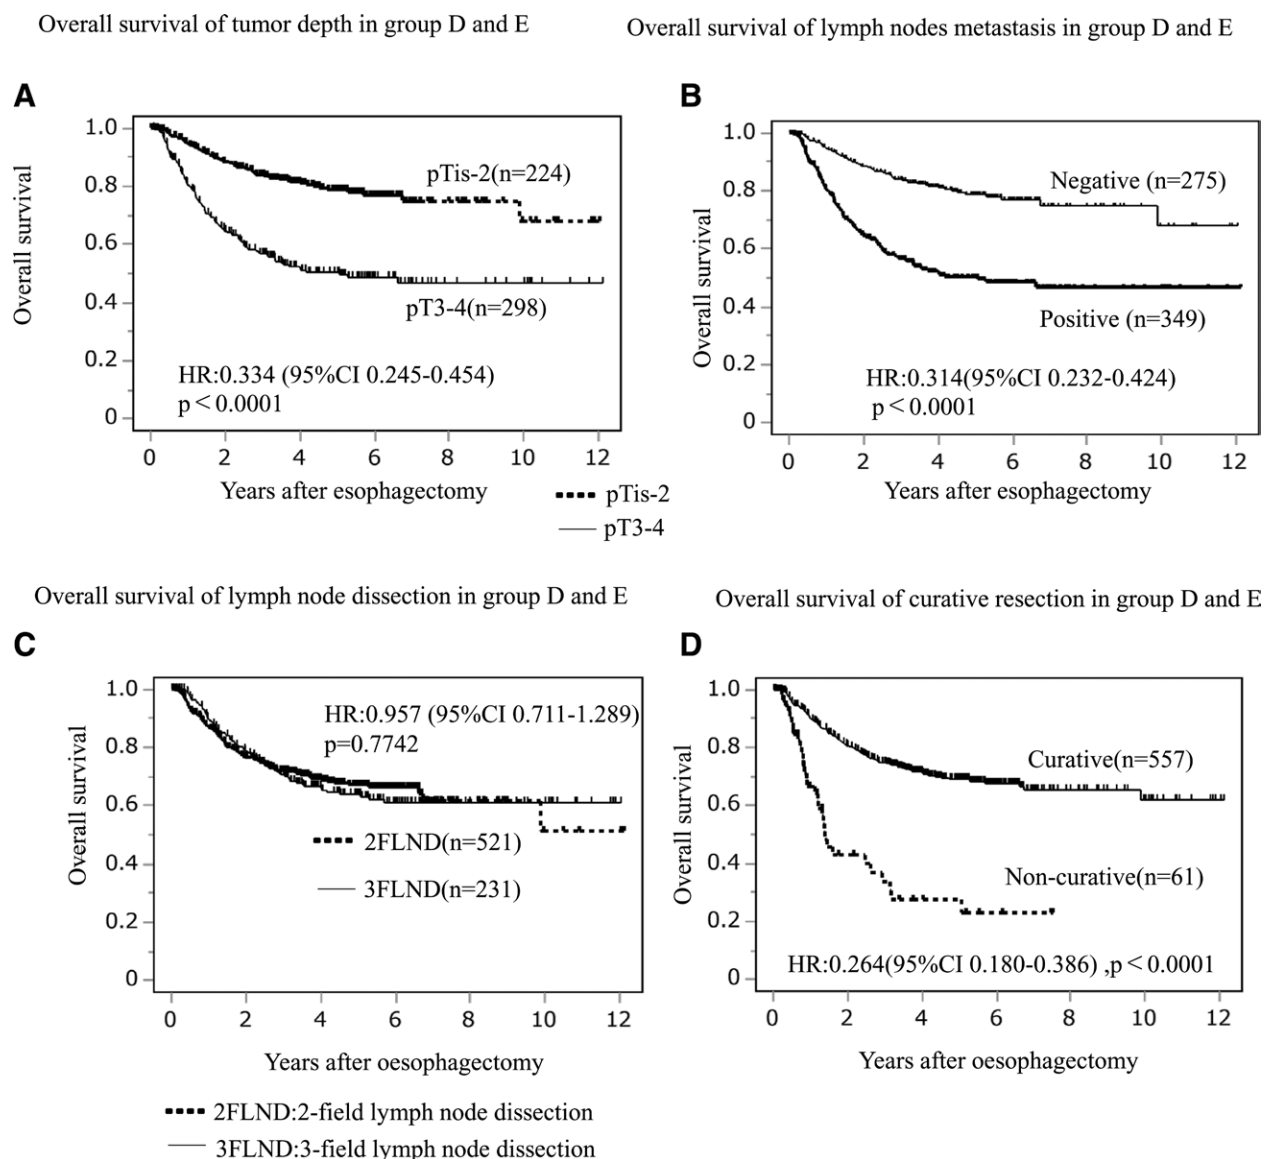 Overall survival of tumor depth in group D and E
Overall survival of lymph nodes metastasis in group D and E
A
1.0
0.8
0.6
0.4
0.2
0
Overall survival
pTis-2(n=224)
pT3-4(n=298)
HR:0.334 (95%CI 0.245-0.454)
p<0.0001
0 2 4 6 8 10 12
Years after esophagectomy
pTis-2
pT3-4
B
1.0
0.8
0.6
0.4
0.2
0
Overall survival
Negative (n=275)
Positive (n=349)
HR:0.314(95%CI 0.232-0.424)
p<0.0001
0 2 4 6 8 10 12
Years after esophagectomy
Overall survival of lymph node dissection in group D and E
Overall survival of curative resection in group D and E
C
1.0
0.8
0.6
0.4
0.2
0
Overall survival
HR:0.957 (95%CI 0.711-1.289)
p=0.7742
2FLND(n=521)
3FLND(n=231)
0 2 4 6 8 10 12
Years after oesophagectomy
2FLND:2-field lymph node dissection
3FLND:3-field lymph node dissection
D
1.0
0.8
0.6
0.4
0.2
0
Overall survival
Curative(n=557)
Non-curative(n=61)
HR:0.264(95%CI 0.180-0.386) ,p<0.0001
0 2 4 6 8 10 12
Years after oesophagectomy